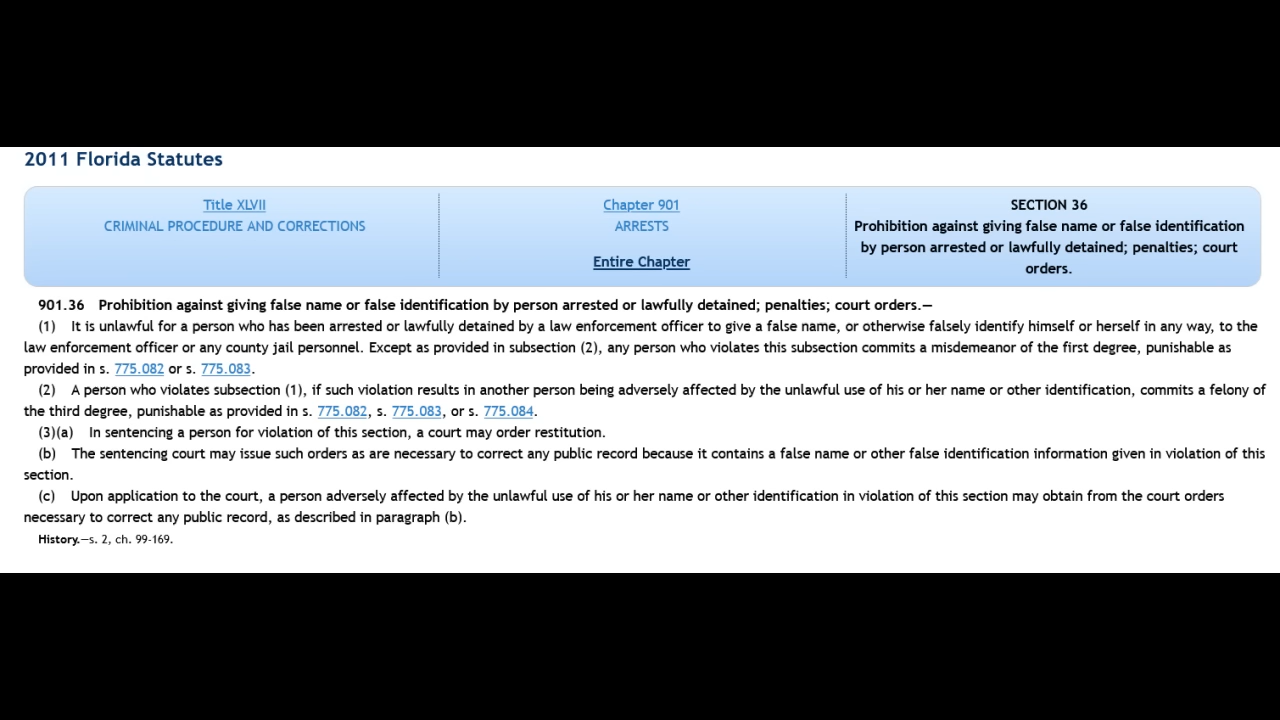 2011 Florida Statutes
Title XLVII
CRIMINAL PROCEDURE AND CORRECTIONS
Chapter 901
ARRESTS
Entire Chapter
SECTION 36
Prohibition against giving false name or false identification
by person arrested or lawfully detained; penalties; court
orders.
901.36 Prohibition against giving false name or false identification by person arrested or lawfully detained; penalties; court orders.—
(1) It is unlawful for a person who has been arrested or lawfully detained by a law enforcement officer to give a false name, or otherwise falsely identify himself or herself in any way, to the
law enforcement officer or any county jail personnel. Except as provided in subsection (2), any person who violates this subsection commits a misdemeanor of the first degree, punishable as
provided in s. 775.082 or s. 775.083.
(2) A person who violates subsection (1), if such violation results in another person being adversely affected by the unlawful use of his or her name or other identification, commits a felony of
the third degree, punishable as provided in s. 775.082, s. 775.083, or s. 775.084.
(3)(a) In sentencing a person for violation of this section, a court may order restitution.
(b) The sentencing court may issue such orders as are necessary to correct any public record because it contains a false name or other false identification information given in violation of this
section.
(c) Upon application to the court, a person adversely affected by the unlawful use of his or her name or other identification in violation of this section may obtain from the court orders
necessary to correct any public record, as described in paragraph (b).
History.—s. 2, ch. 99-169.